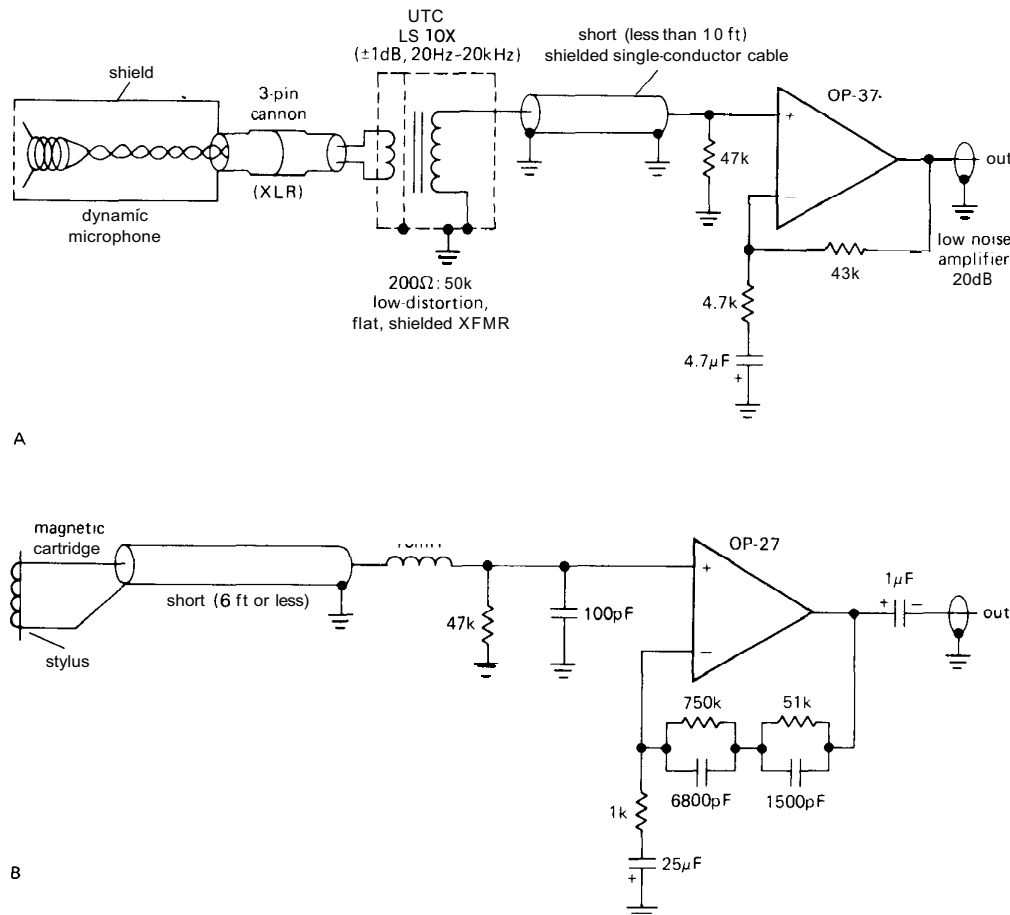 UTC
LS 10X
(±1dB, 20Hz-20kHz)
short (less than 10 ft)
shielded single-conductor cable
shield
3-pin
cannon
OP-37
+
47k
out
(XLR)
dynamic
microphone
−
43k
low noise
amplifier
20dB
200Ω: 50k
low-distortion,
flat, shielded XFMR
4.7k
4.7μF
+
A
magnetic
cartridge
OP-27
1μF
+
+ −
short (6 ft or less)
47k
100pF
out
stylus
−
750k
51k
6800pF
1500pF
1k
25μF
+
B